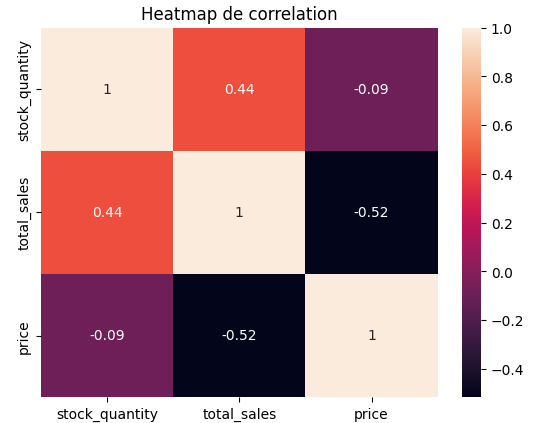 Heatmap de correlation
stock_quantity
1
0.44
-0.09
total_sales
0.44
1
-0.52
price
-0.09
-0.52
1
stock_quantity
total_sales
price
1.0
0.8
0.6
0.4
0.2
0.0
−0.2
−0.4